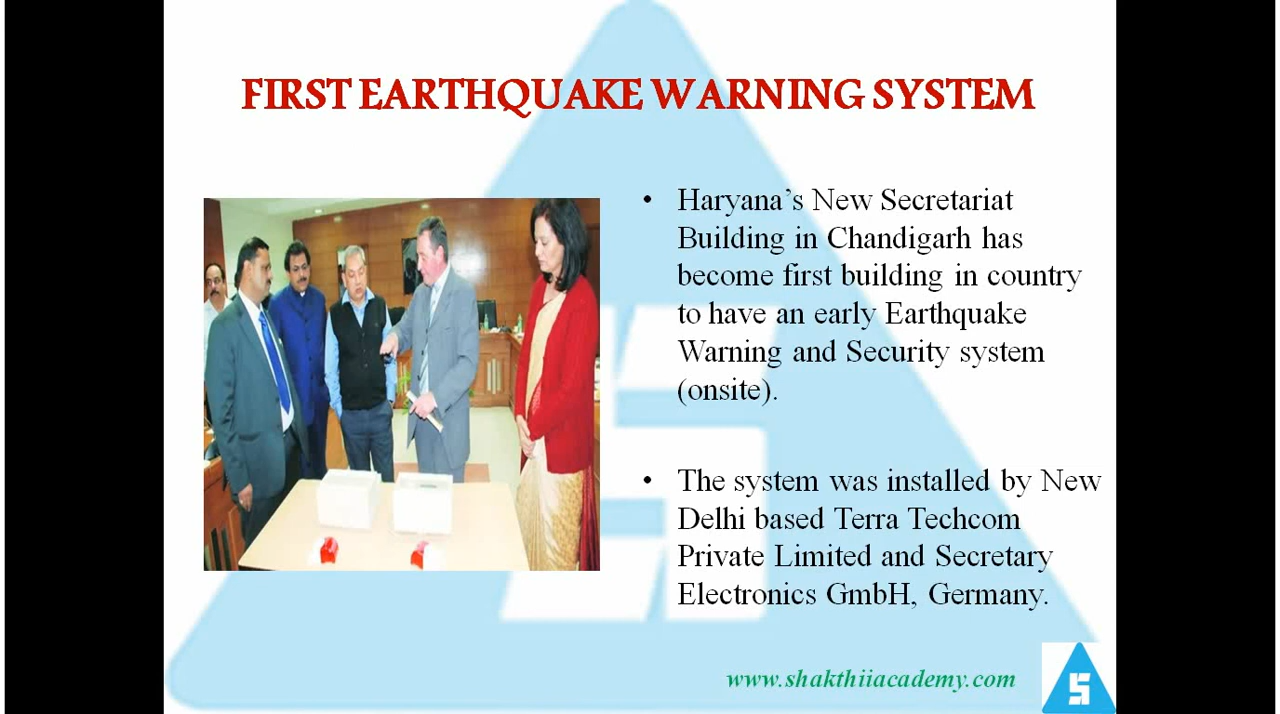 FIRST EARTHQUAKE WARNING SYSTEM
• Haryana’s New Secretariat
Building in Chandigarh has
become first building in country
to have an early Earthquake
Warning and Security system
(onsite).
• The system was installed by New
Delhi based Terra Techcom
Private Limited and Secretary
Electronics GmbH, Germany.
www.shakthiiacademy.com
S